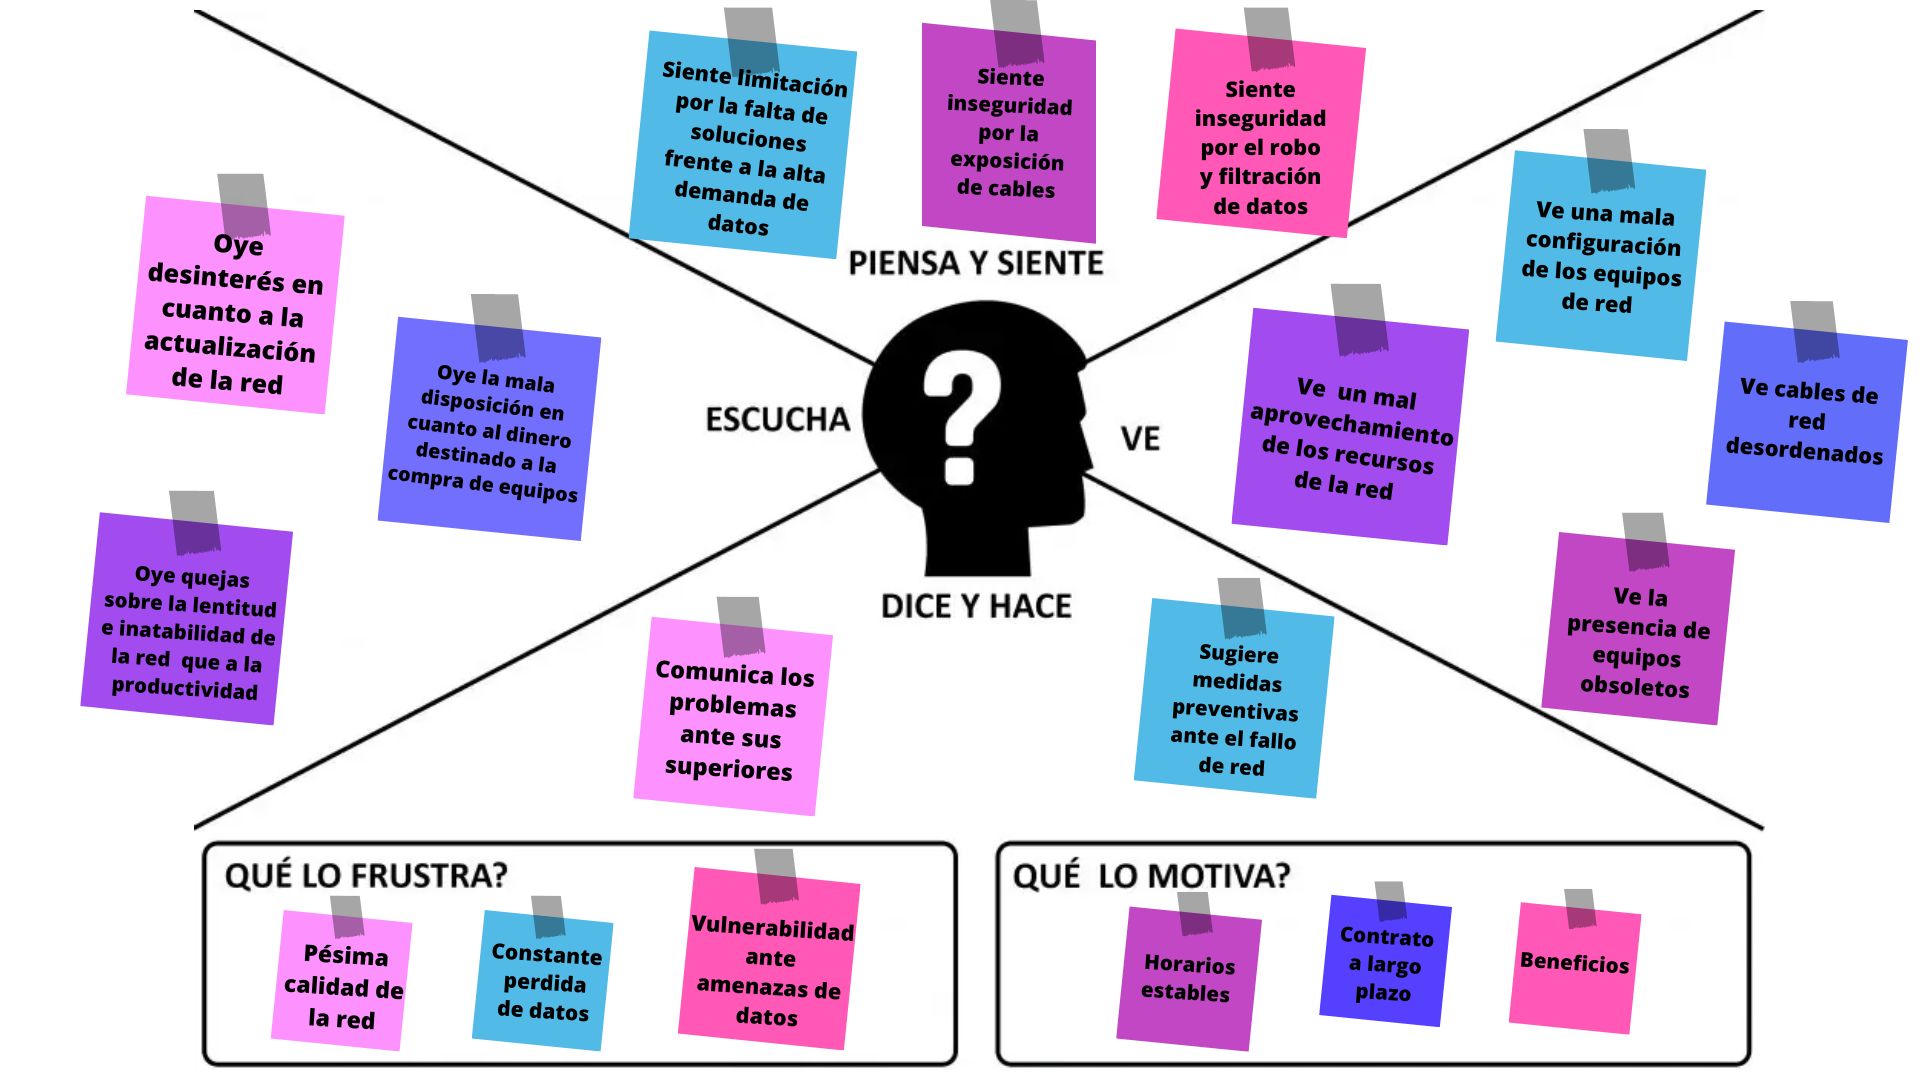 Siente limitación
por la falta de
soluciones
frente a la alta
demanda de
datos
Siente
inseguridad
por la
exposición
de cables
Siente
inseguridad
por el robo
y filtración
de datos
PIENSA Y SIENTE
Oye
desinterés en
cuanto a la
actualización
de la red
Oye la mala
disposición en
cuanto al dinero
destinado a la
compra de equipos
Oye quejas
sobre la lentitud
e inatabilidad de
la red que a la
productividad
ESCUCHA
?
VE
Ve una mala
configuración
de los equipos
de red
Ve un mal
aprovechamiento
de los recursos
de la red
Ve cables de
red
desordenados
Ve la
presencia de
equipos
obsoletos
DICE Y HACE
Comunica los
problemas
ante sus
superiores
Sugiere
medidas
preventivas
ante el fallo
de red
QUÉ LO FRUSTRA?
Pésima
calidad de
la red
Constante
perdida
de datos
Vulnerabilidad
ante
amenazas de
datos
QUÉ LO MOTIVA?
Horarios
estables
Contrato
a largo
plazo
Beneficios